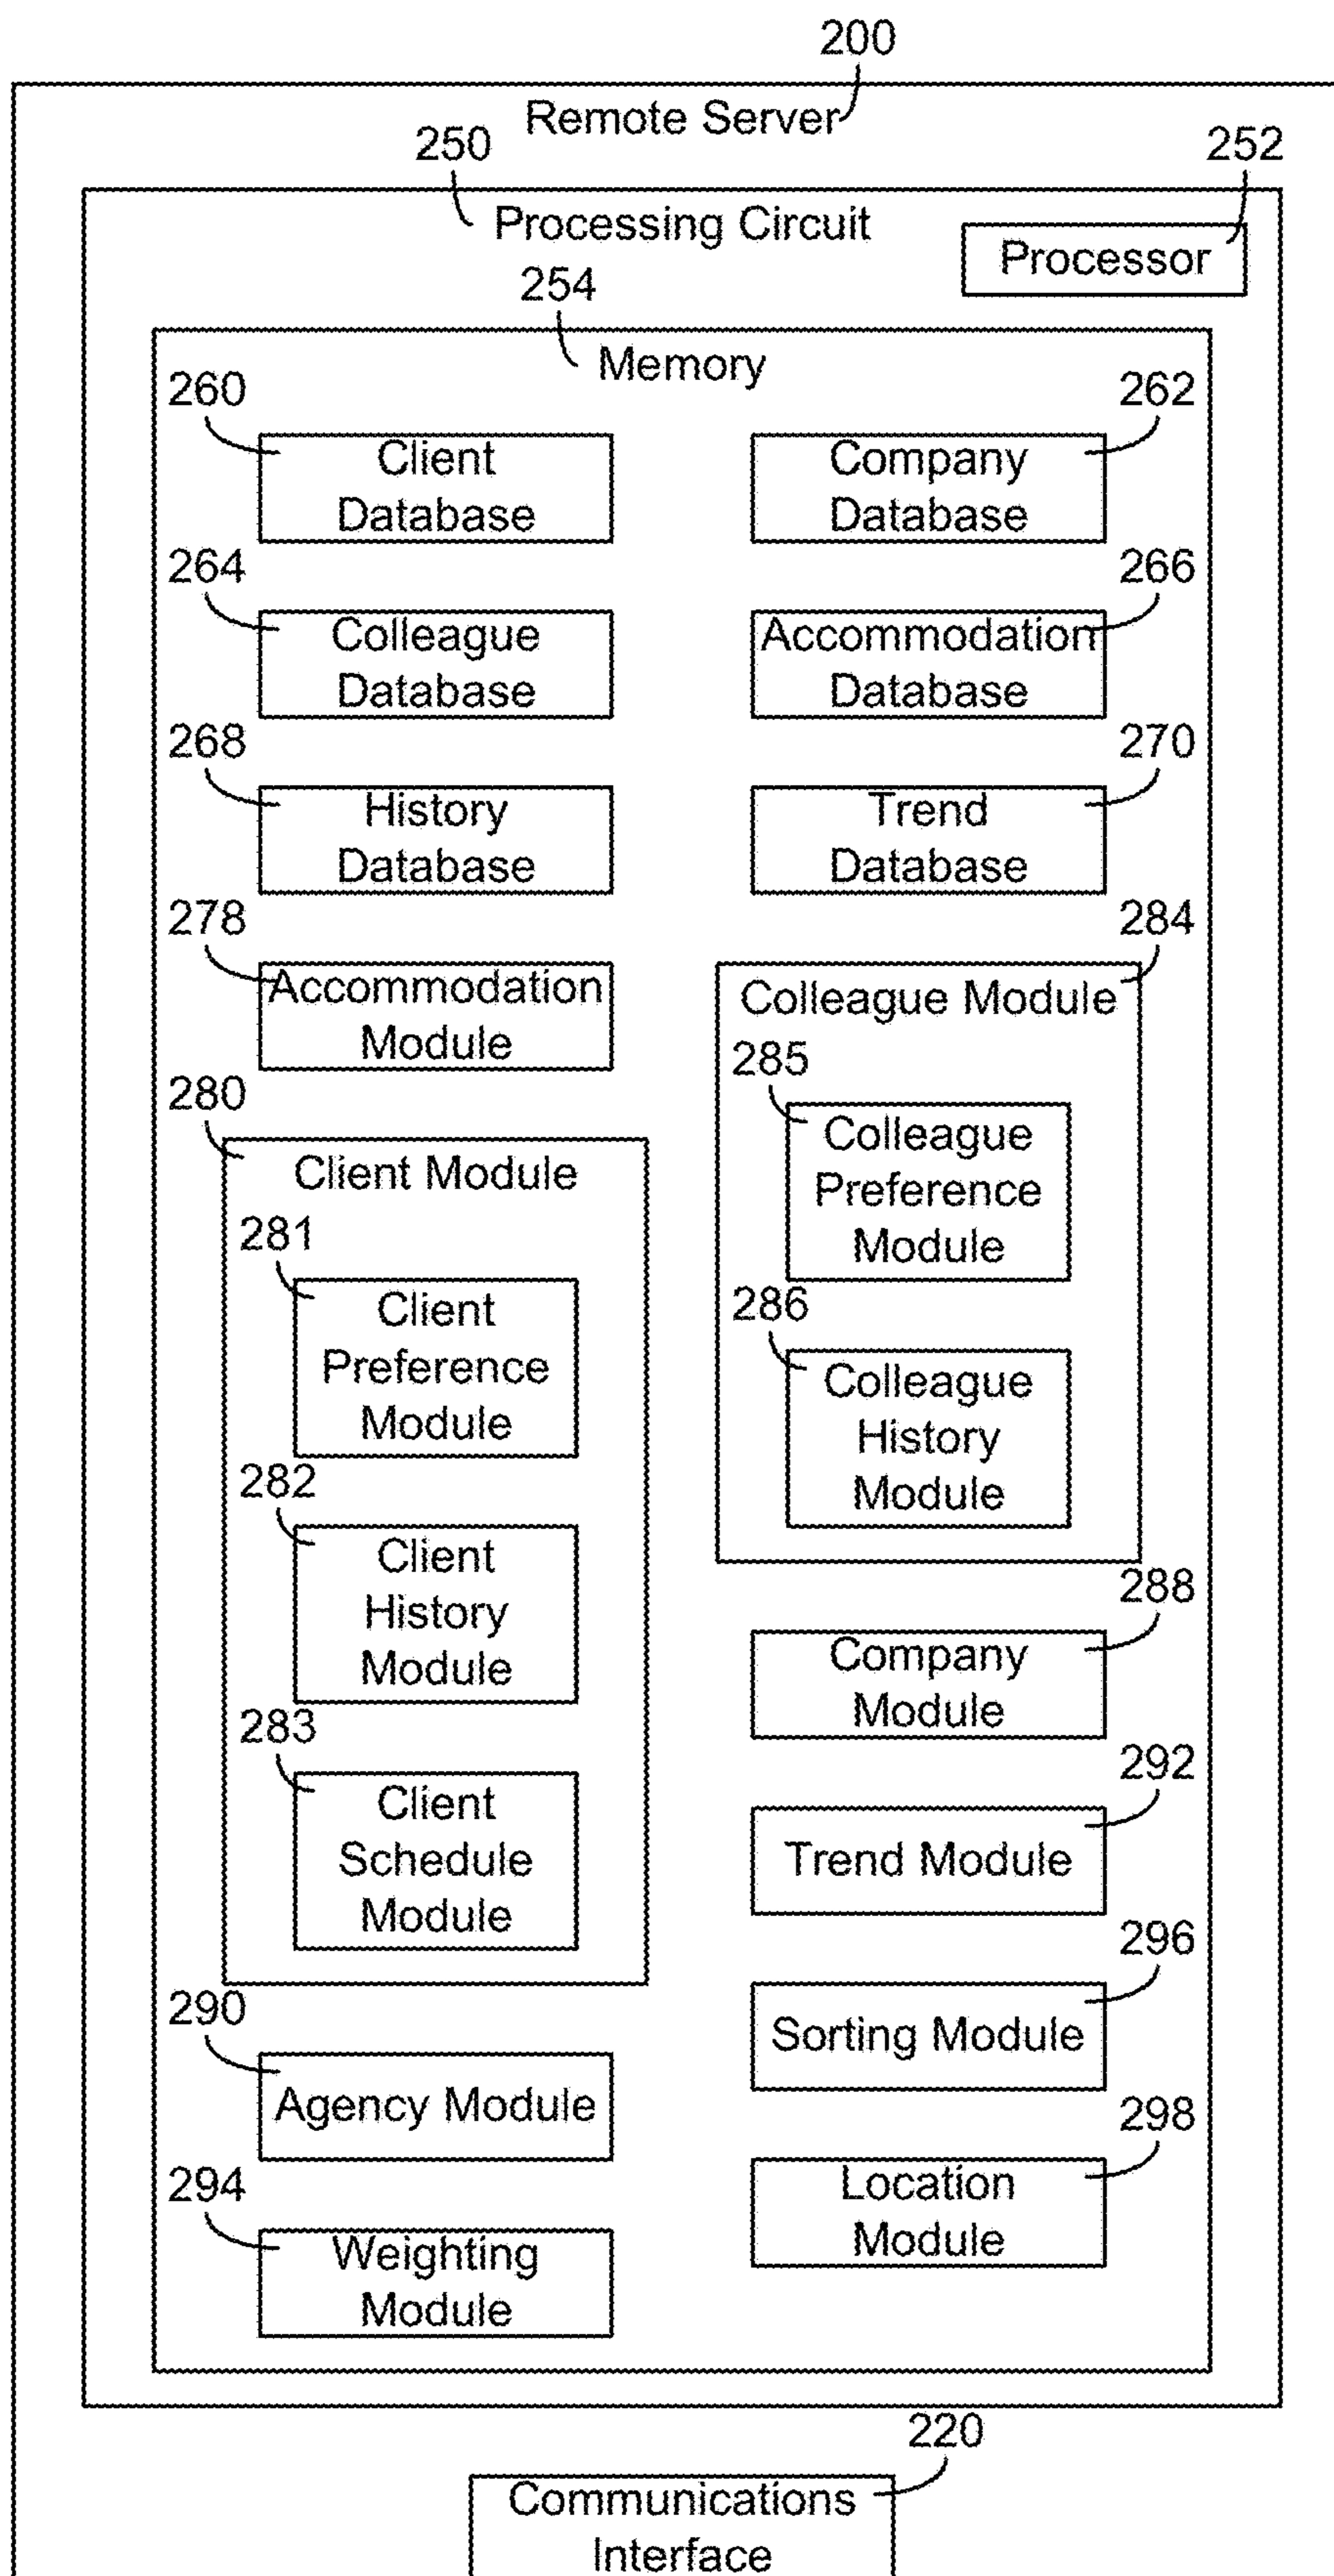 200
Remote Server
250
252
Processing Circuit
Processor
254
Memory
260
262
Client
Database
Company
Database
264
266
Colleague
Database
Accommodation
Database
268
270
History
Database
Trend
Database
278
284
Accommodation
Module
Colleague Module
285
Colleague
Preference
Module
286
Colleague
History
Module
280
Client Module
281
Client
Preference
Module
282
Client
History
Module
283
Client
Schedule
Module
288
Company
Module
292
Trend Module
296
Sorting Module
290
Agency Module
298
Location
Module
294
Weighting
Module
220
Communications
Interface